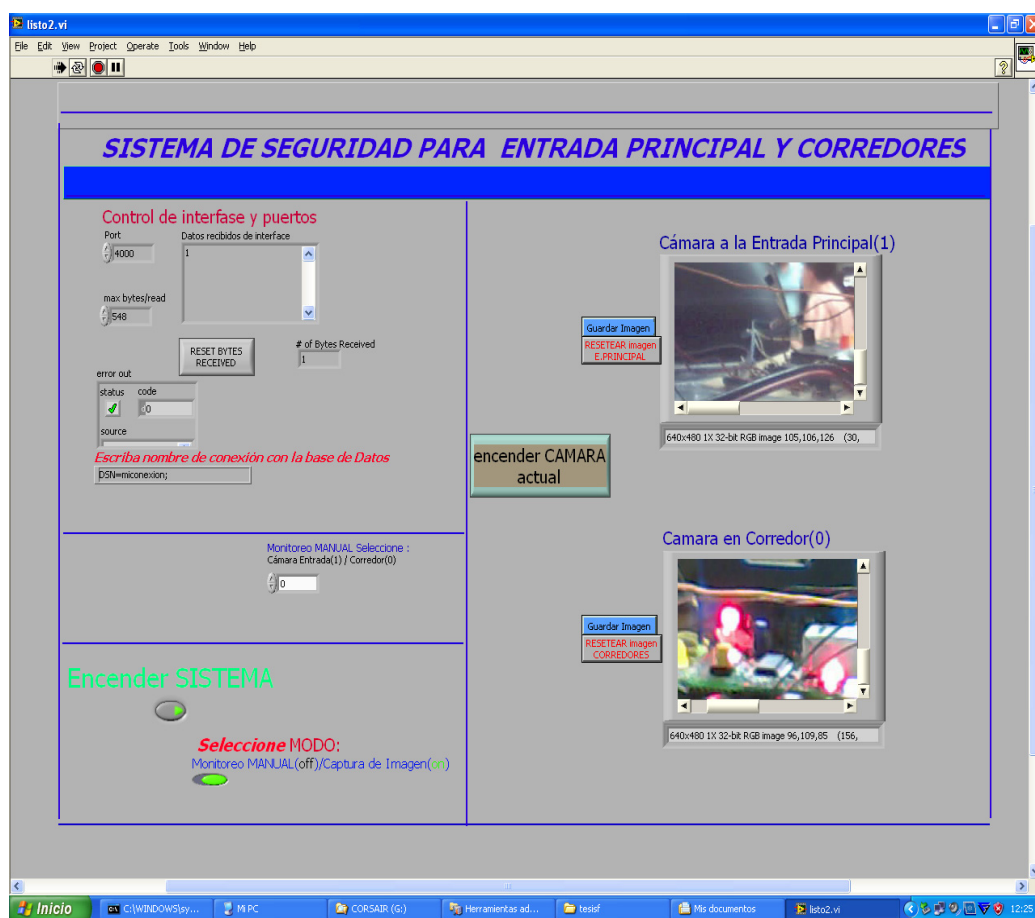 listo2.vi
File Edit View Project Operate Tools Window Help
SISTEMA DE SEGURIDAD PARA ENTRADA PRINCIPAL Y CORREDORES
Control de interfase y puertos
Port
4000
Datos recibidos de interface
1
max bytes/read
548
RESET BYTES
RECEIVED
# of Bytes Received
1
error out
status code
0
source
Escriba nombre de conexión con la base de Datos
DSN=miconexion;
Monitoreo MANUAL Seleccione :
Cámara Entrada(1) / Corredor(0)
0
Encender SISTEMA
Seleccione MODO:
Monitoreo MANUAL(off)/Captura de Imagen(on)
encender CAMARA
actual
Cámara a la Entrada Principal(1)
Guardar Imagen
RESETEAR imagen
E.PRINCIPAL
640x480 1X 32-bit RGB image 105,106,126 (30,
Camara en Corredor(0)
Guardar Imagen
RESETEAR imagen
CORREDORES
640x480 1X 32-bit RGB image 96,109,85 (156,
Inicio
C:\WINDOWS\sy...
Mi PC
CORSAIR (G:)
Herramientas ad...
tesisf
Mis documentos
listo2.vi
12:25